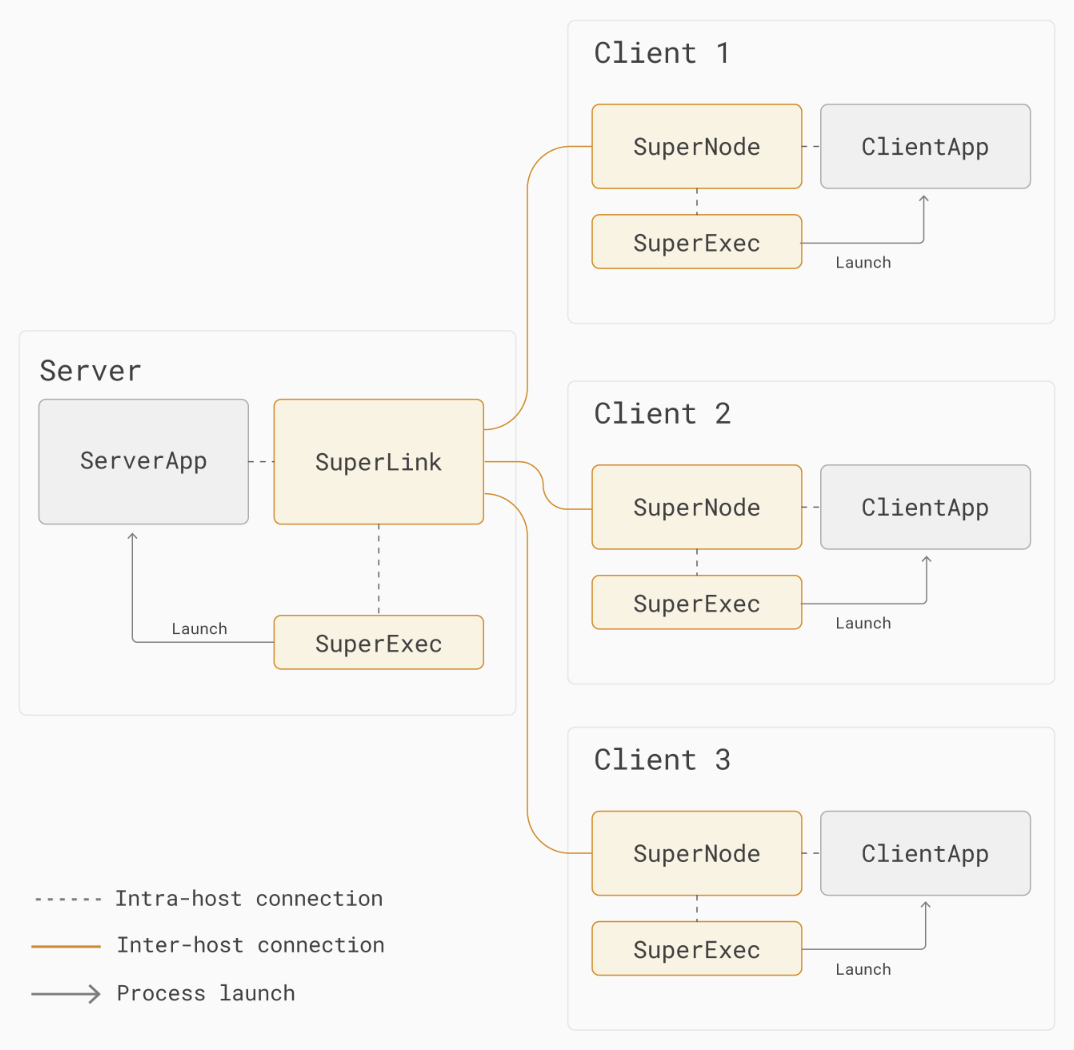 Client 1
SuperNode
ClientApp
SuperExec
Launch
Server
ServerApp
SuperLink
Launch
SuperExec
Client 2
SuperNode
ClientApp
SuperExec
Launch
Client 3
SuperNode
ClientApp
SuperExec
Launch
Intra-host connection
Inter-host connection
Process launch